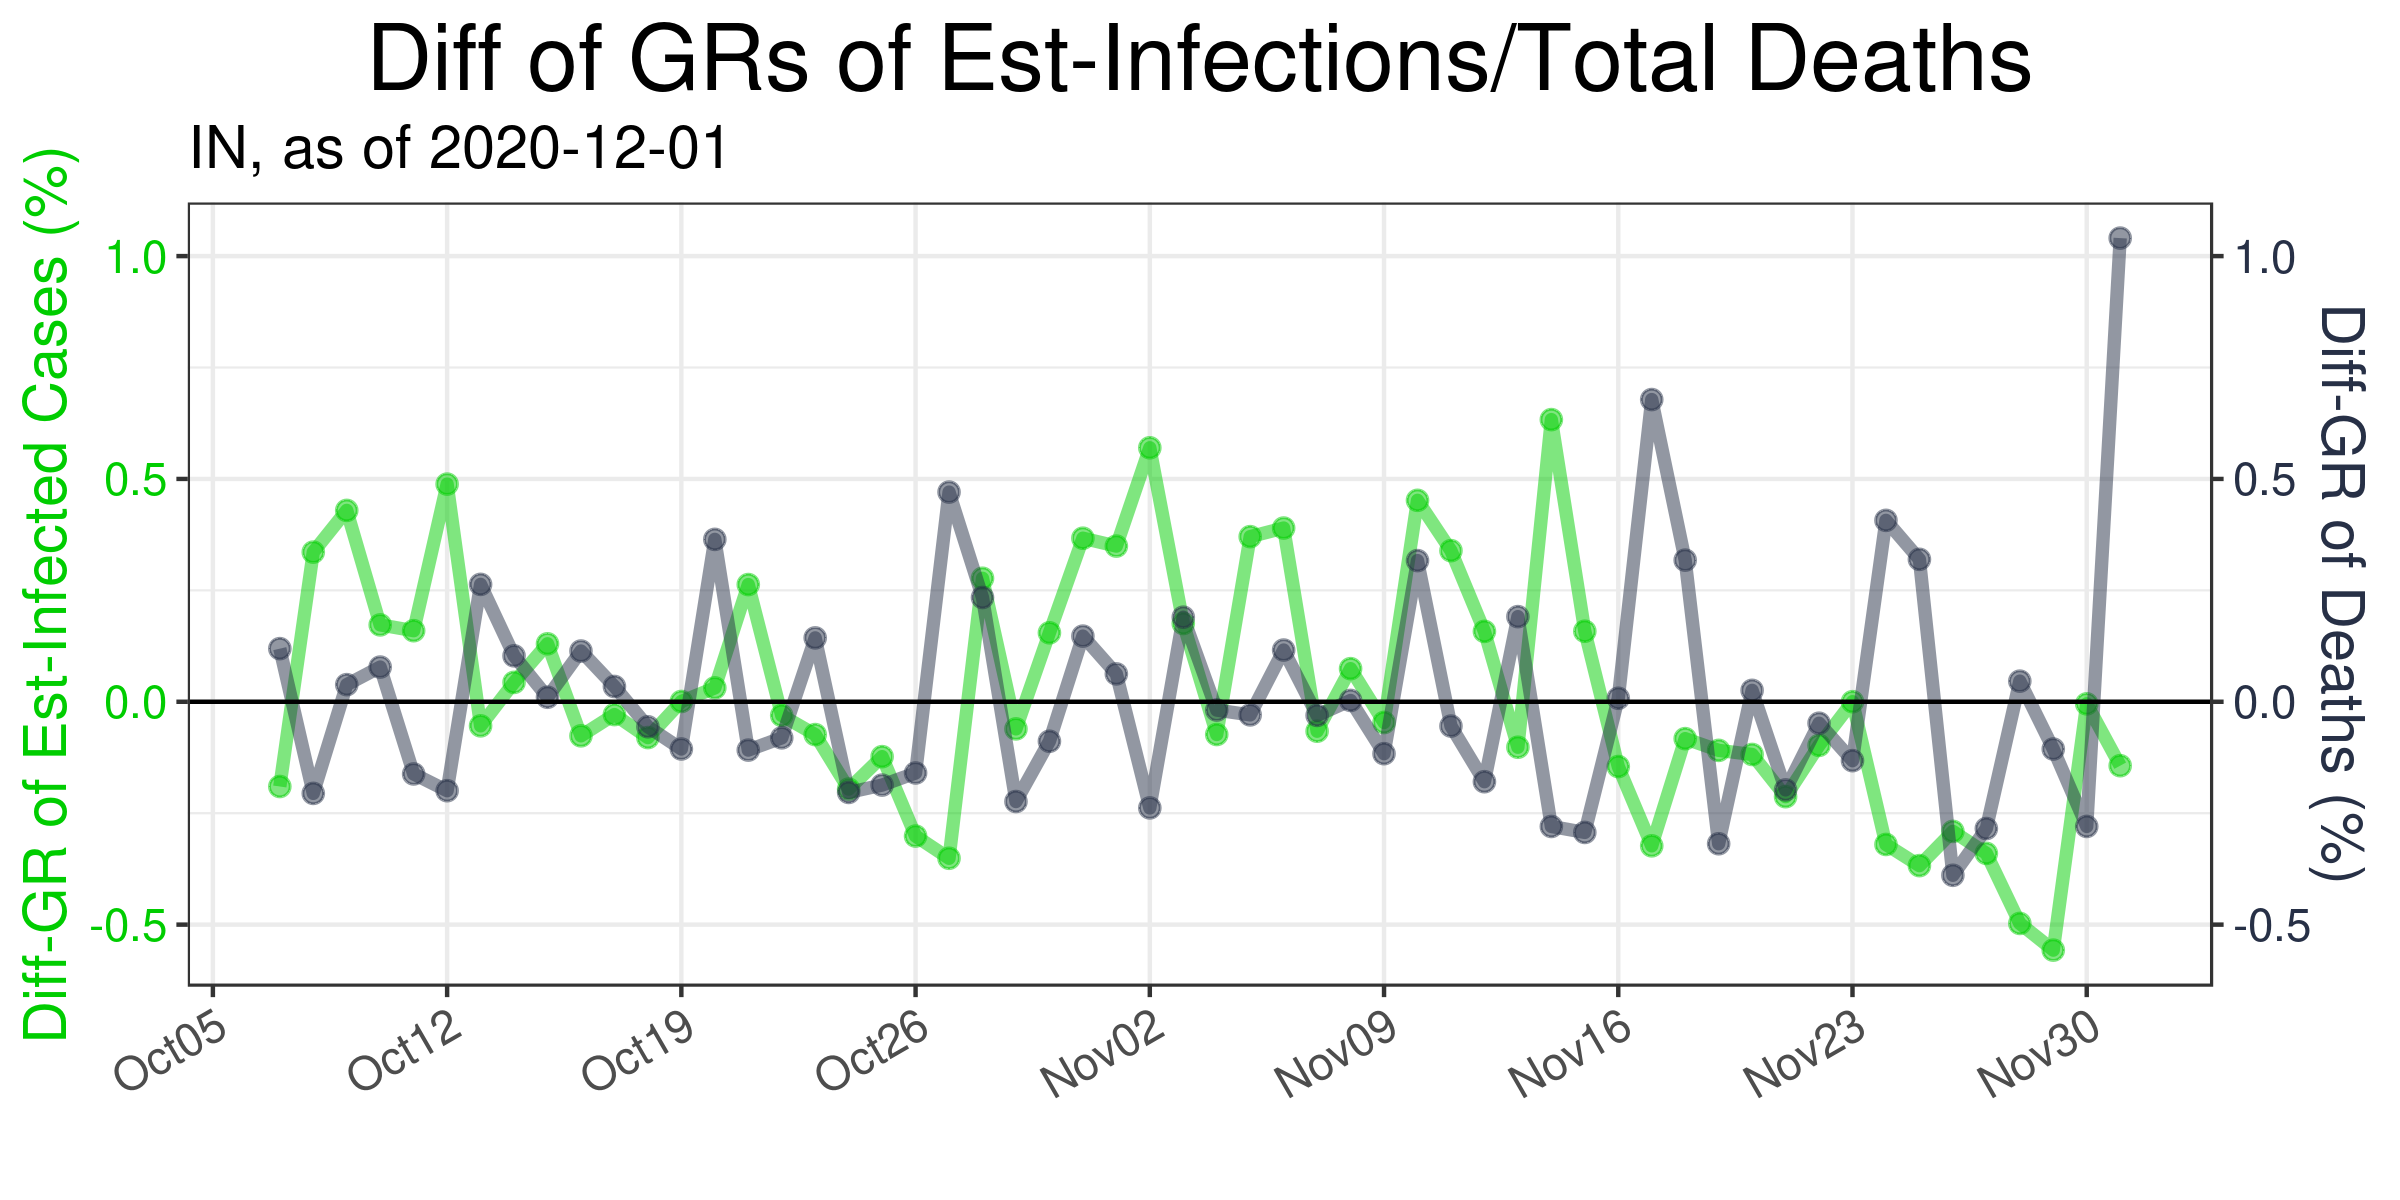 Diff of GRs of Est-Infections/Total Deaths
IN, as of 2020-12-01
Diff-GR of Est-Infected Cases (%)
1.0
0.5
0.0
-0.5
1.0
0.5
0.0
-0.5
Diff-GR of Deaths (%)
Oct05
Oct12
Oct19
Oct26
Nov02
Nov09
Nov16
Nov23
Nov30